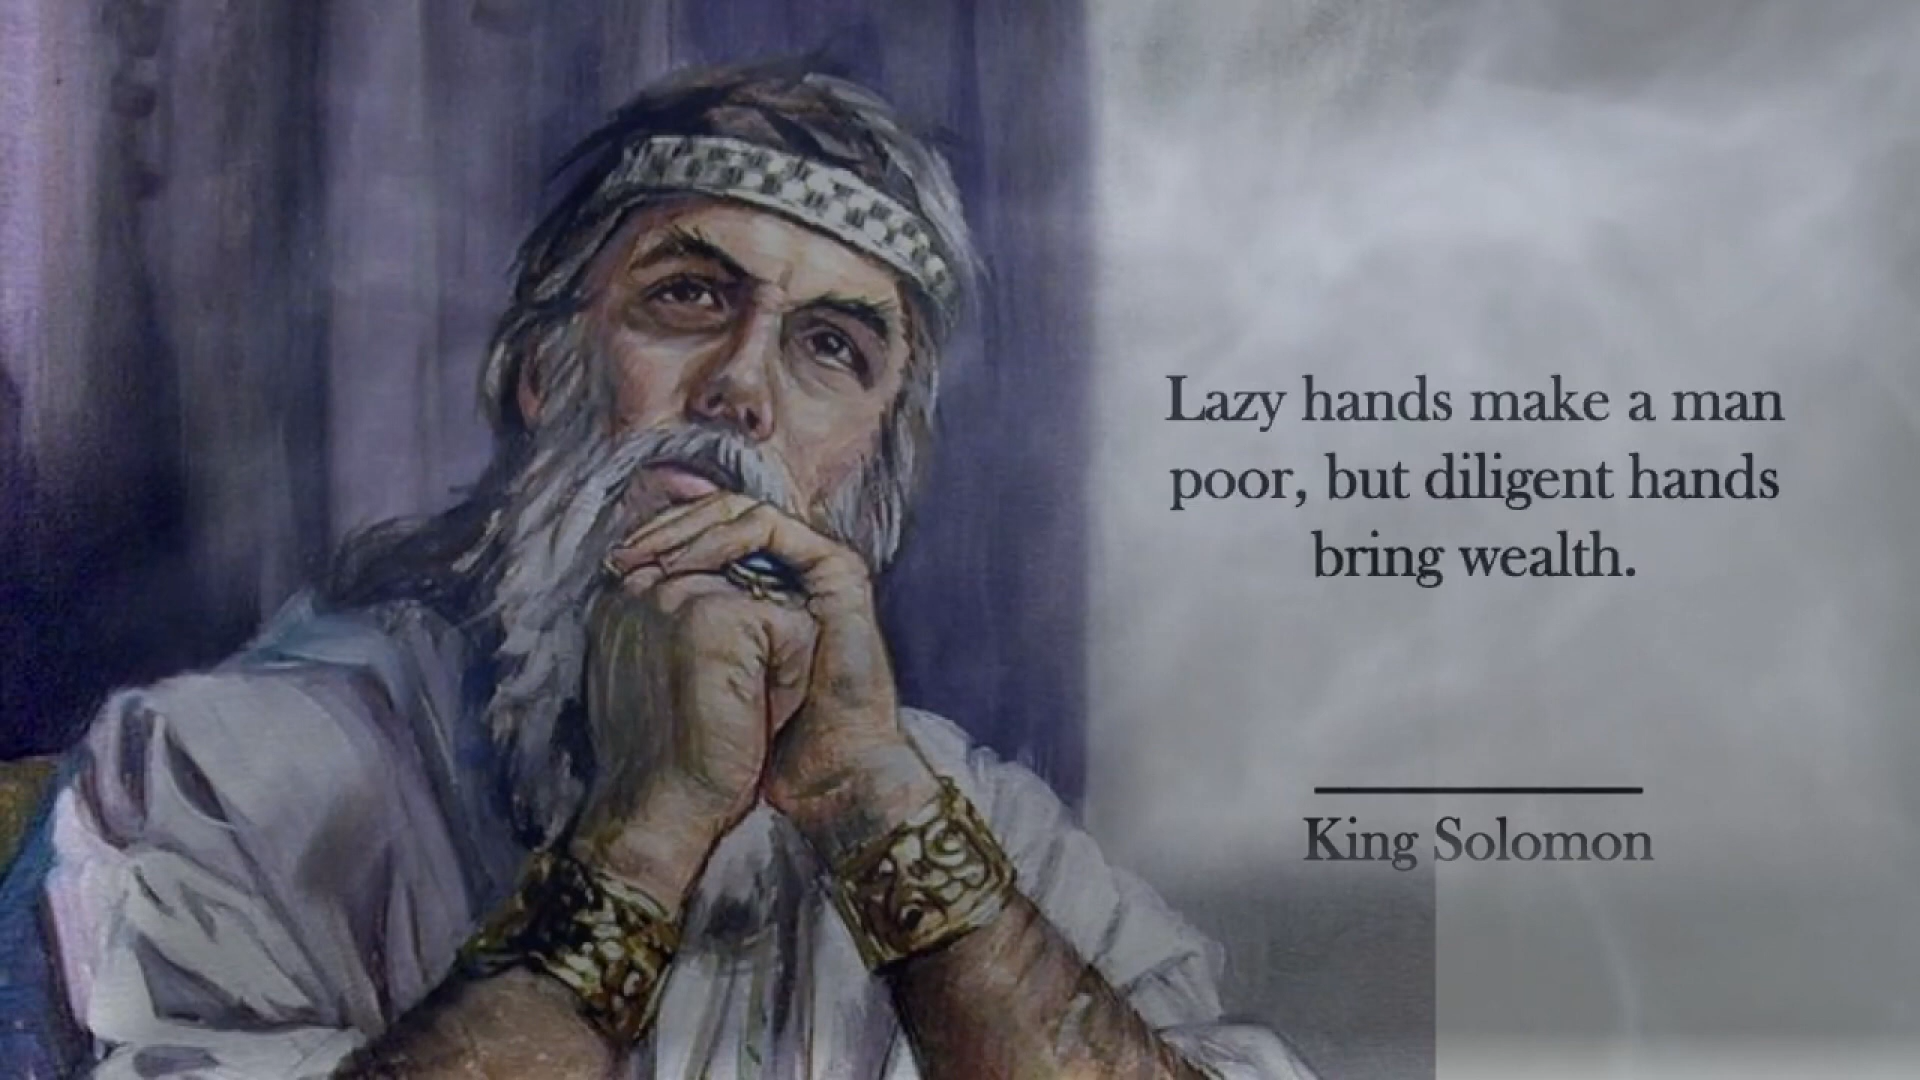 Lazy hands make a man
poor, but diligent hands
bring wealth.
King Solomon